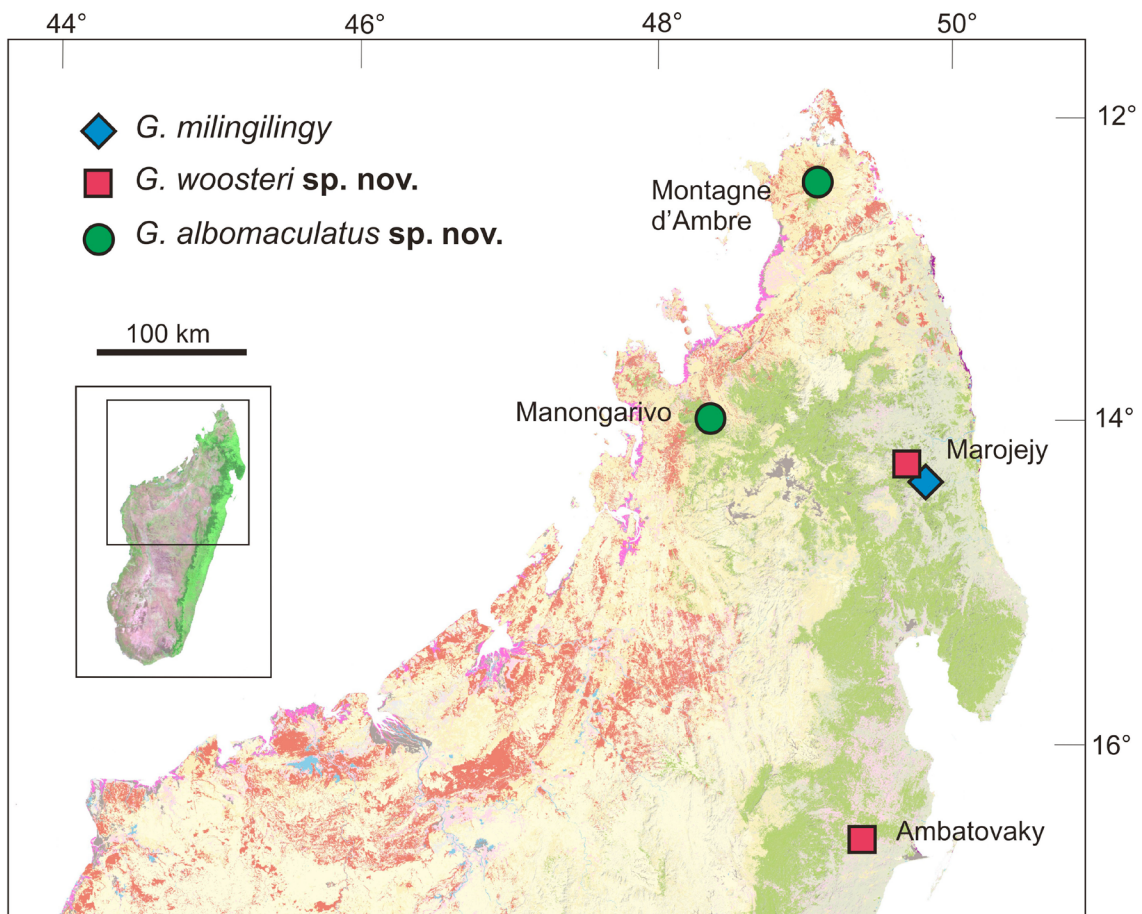 44°
46°
48°
50°
12°
G. milingilingy
G. woosteri sp. nov.
G. albomaculatus sp. nov.
Montagne
d’Ambre
100 km
Manongarivo
14°
Marojejy
16°
Ambatovaky